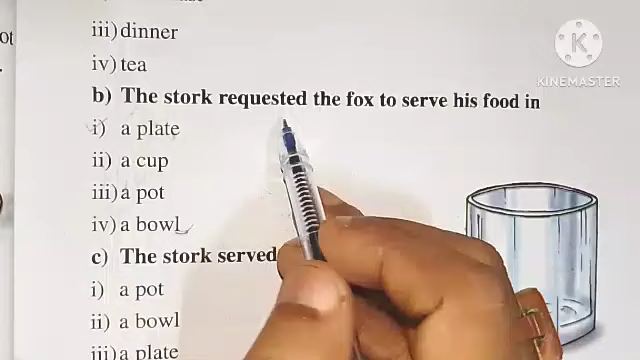 ot
iii) dinner
iv) tea
b) The stork requested the fox to serve his food in
i) a plate
ii) a cup
iii) a pot
iv) a bowl
c) The stork served
i) a pot
ii) a bowl
iii) a plate
K
KINEMASTER